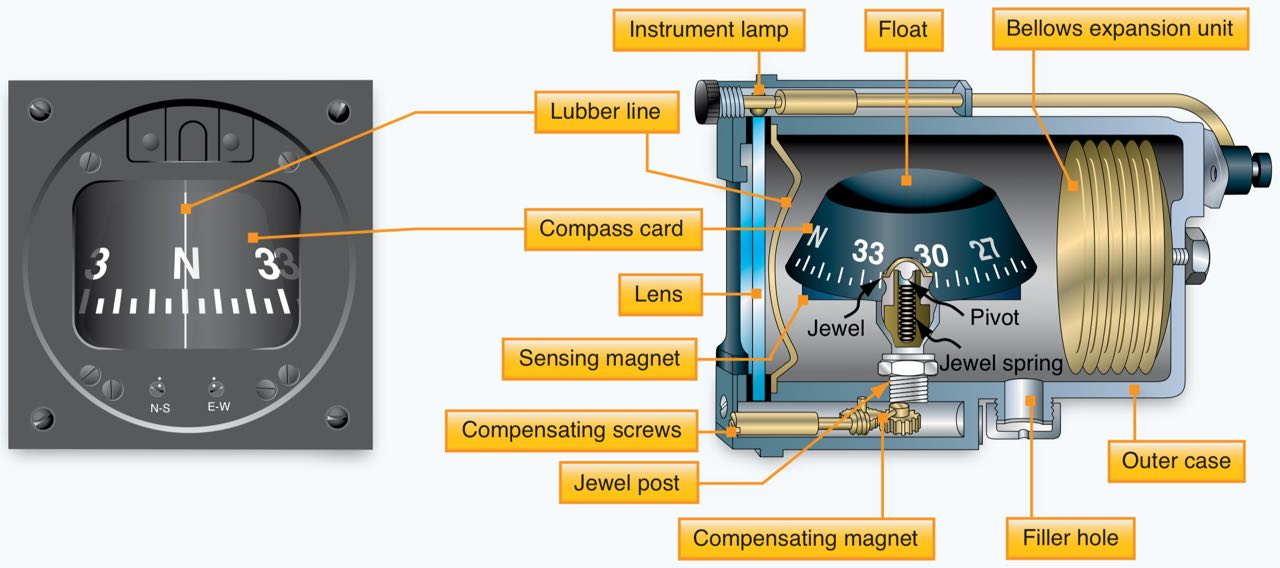 Instrument lamp
Float
Bellows expansion unit
Lubber line
Compass card
Lens
Sensing magnet
Compensating screws
Jewel post
Compensating magnet
Filler hole
Outer case
3 N 33
N-S E-W
N 33 30 27
Jewel
Pivot
Jewel spring